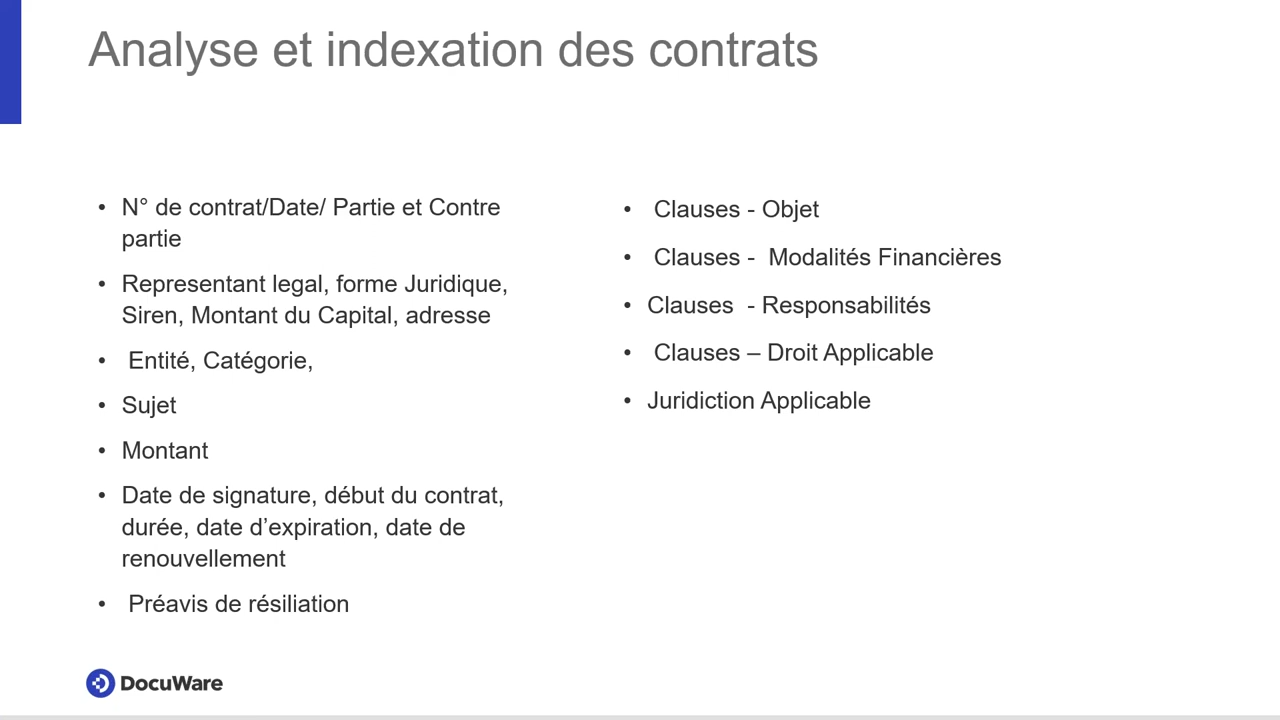 Analyse et indexation des contrats
• N° de contrat/Date/ Partie et Contre
partie
• Representant legal, forme Juridique,
Siren, Montant du Capital, adresse
• Entité, Catégorie,
• Sujet
• Montant
• Date de signature, début du contrat,
durée, date d’expiration, date de
renouvellement
• Préavis de résiliation
• Clauses - Objet
• Clauses - Modalités Financières
• Clauses - Responsabilités
• Clauses – Droit Applicable
• Juridiction Applicable
DocuWare